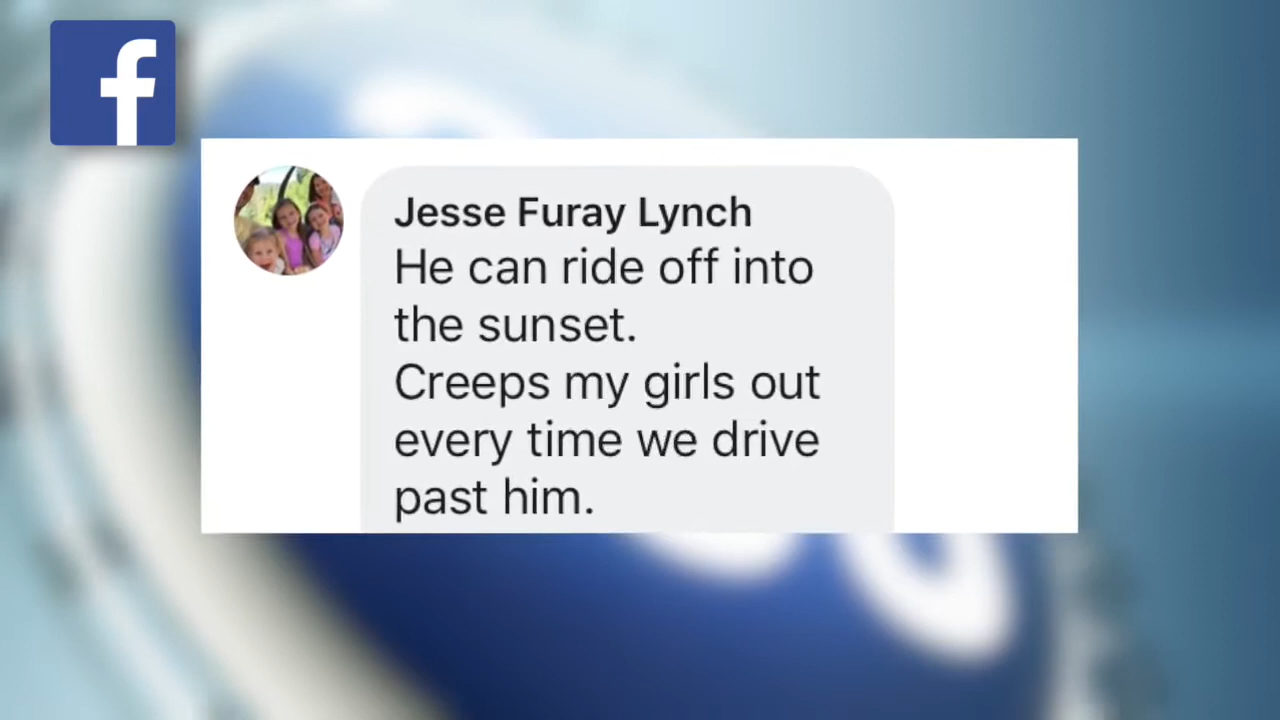 f
Jesse Furay Lynch
He can ride off into
the sunset.
Creeps my girls out
every time we drive
past him.